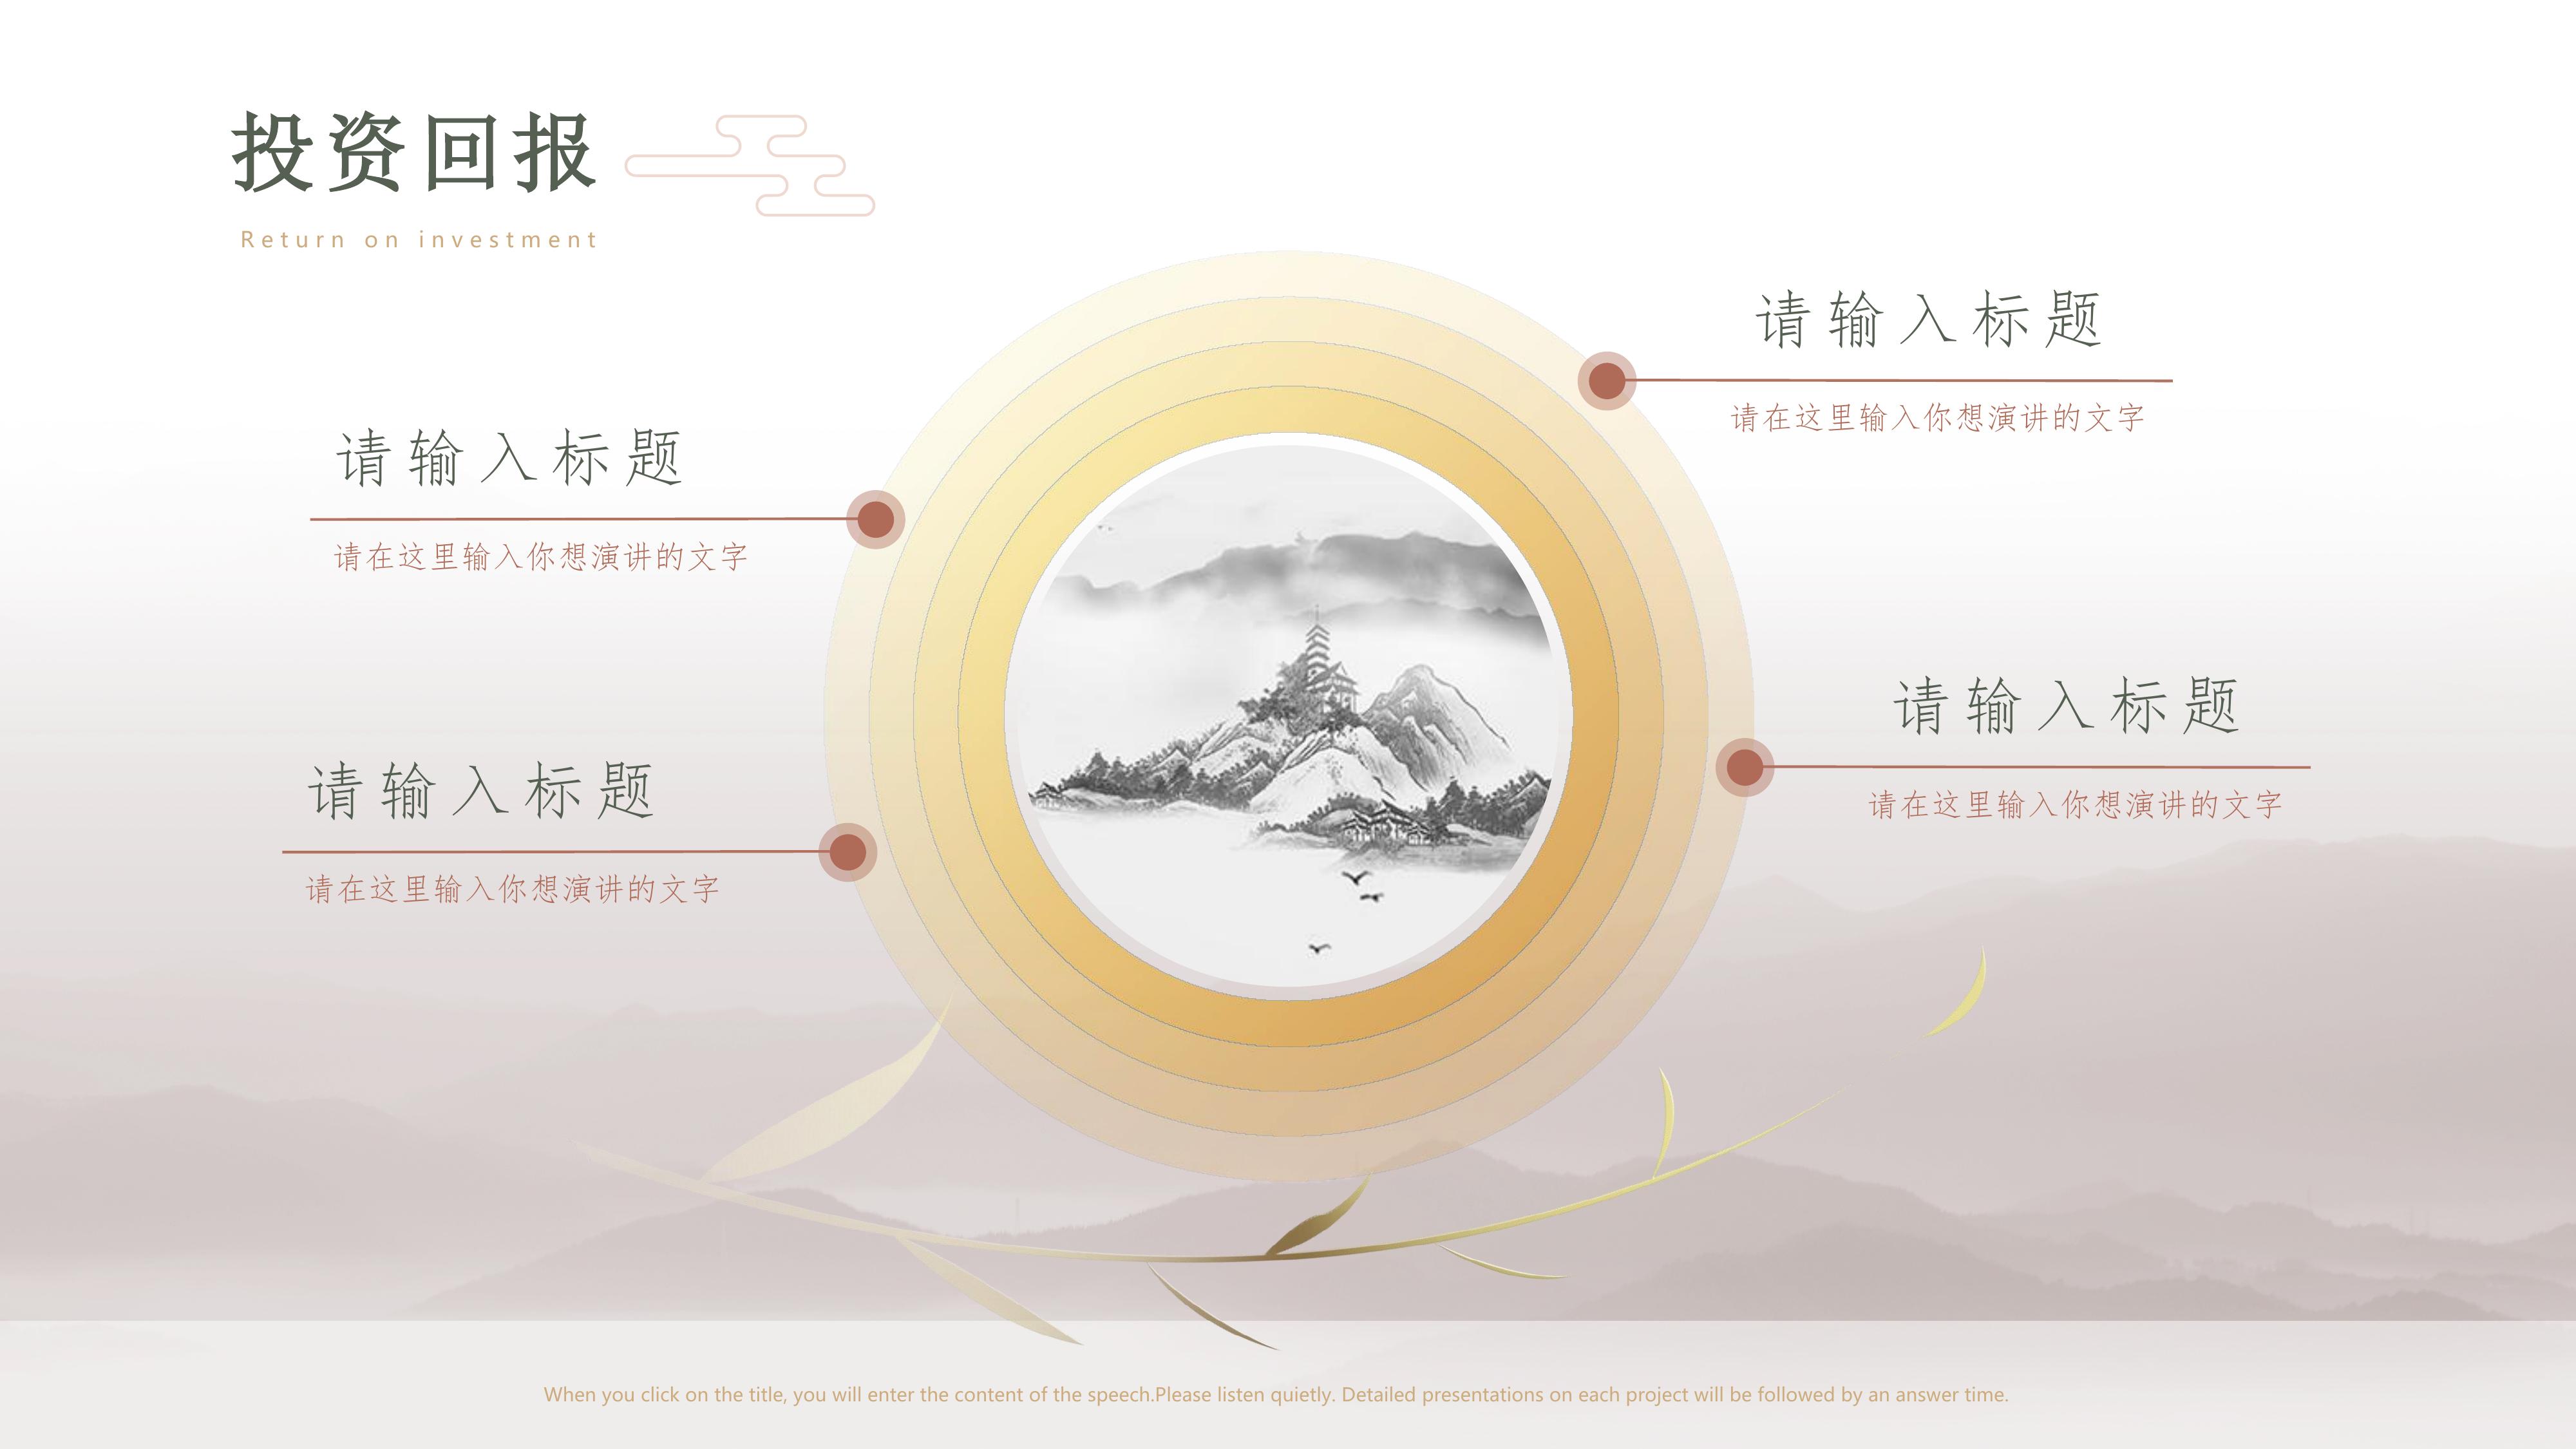 投资回报
Return on investment
请输入标题
请在这里输入你想演讲的文字
请输入标题
请在这里输入你想演讲的文字
请输入标题
请在这里输入你想演讲的文字
请输入标题
请在这里输入你想演讲的文字
When you click on the title, you will enter the content of the speech.Please listen quietly. Detailed presentations on each project will be followed by an answer time.